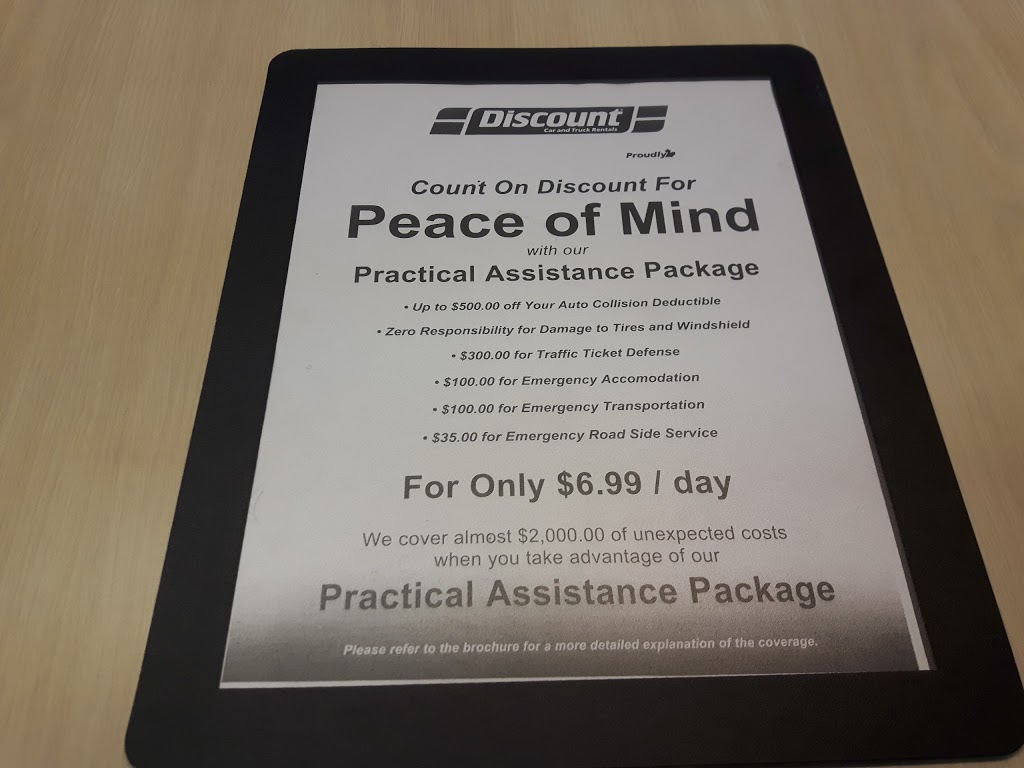 Discount
Car and Truck Rentals
Proudly
Count On Discount For
Peace of Mind
with our
Practical Assistance Package
• Up to $500.00 off Your Auto Collision Deductible
• Zero Responsibility for Damage to Tires and Windshield
• $300.00 for Traffic Ticket Defense
• $100.00 for Emergency Accomodation
• $100.00 for Emergency Transportation
• $35.00 for Emergency Road Side Service
For Only $6.99 / day
We cover almost $2,000.00 of unexpected costs
when you take advantage of our
Practical Assistance Package
Please refer to the brochure for a more detailed explanation of the coverage.